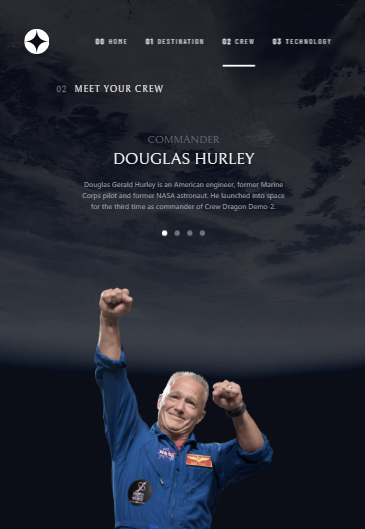 00 HOME
01 DESTINATION
02 CREW
03 TECHNOLOGY
02 MEET YOUR CREW
COMMANDER
DOUGLAS HURLEY
Douglas Gerald Hurley is an American engineer, former Marine
Corps pilot and former NASA astronaut. He launched into space
for the third time as commander of Crew Dragon Demo-2.
NASA